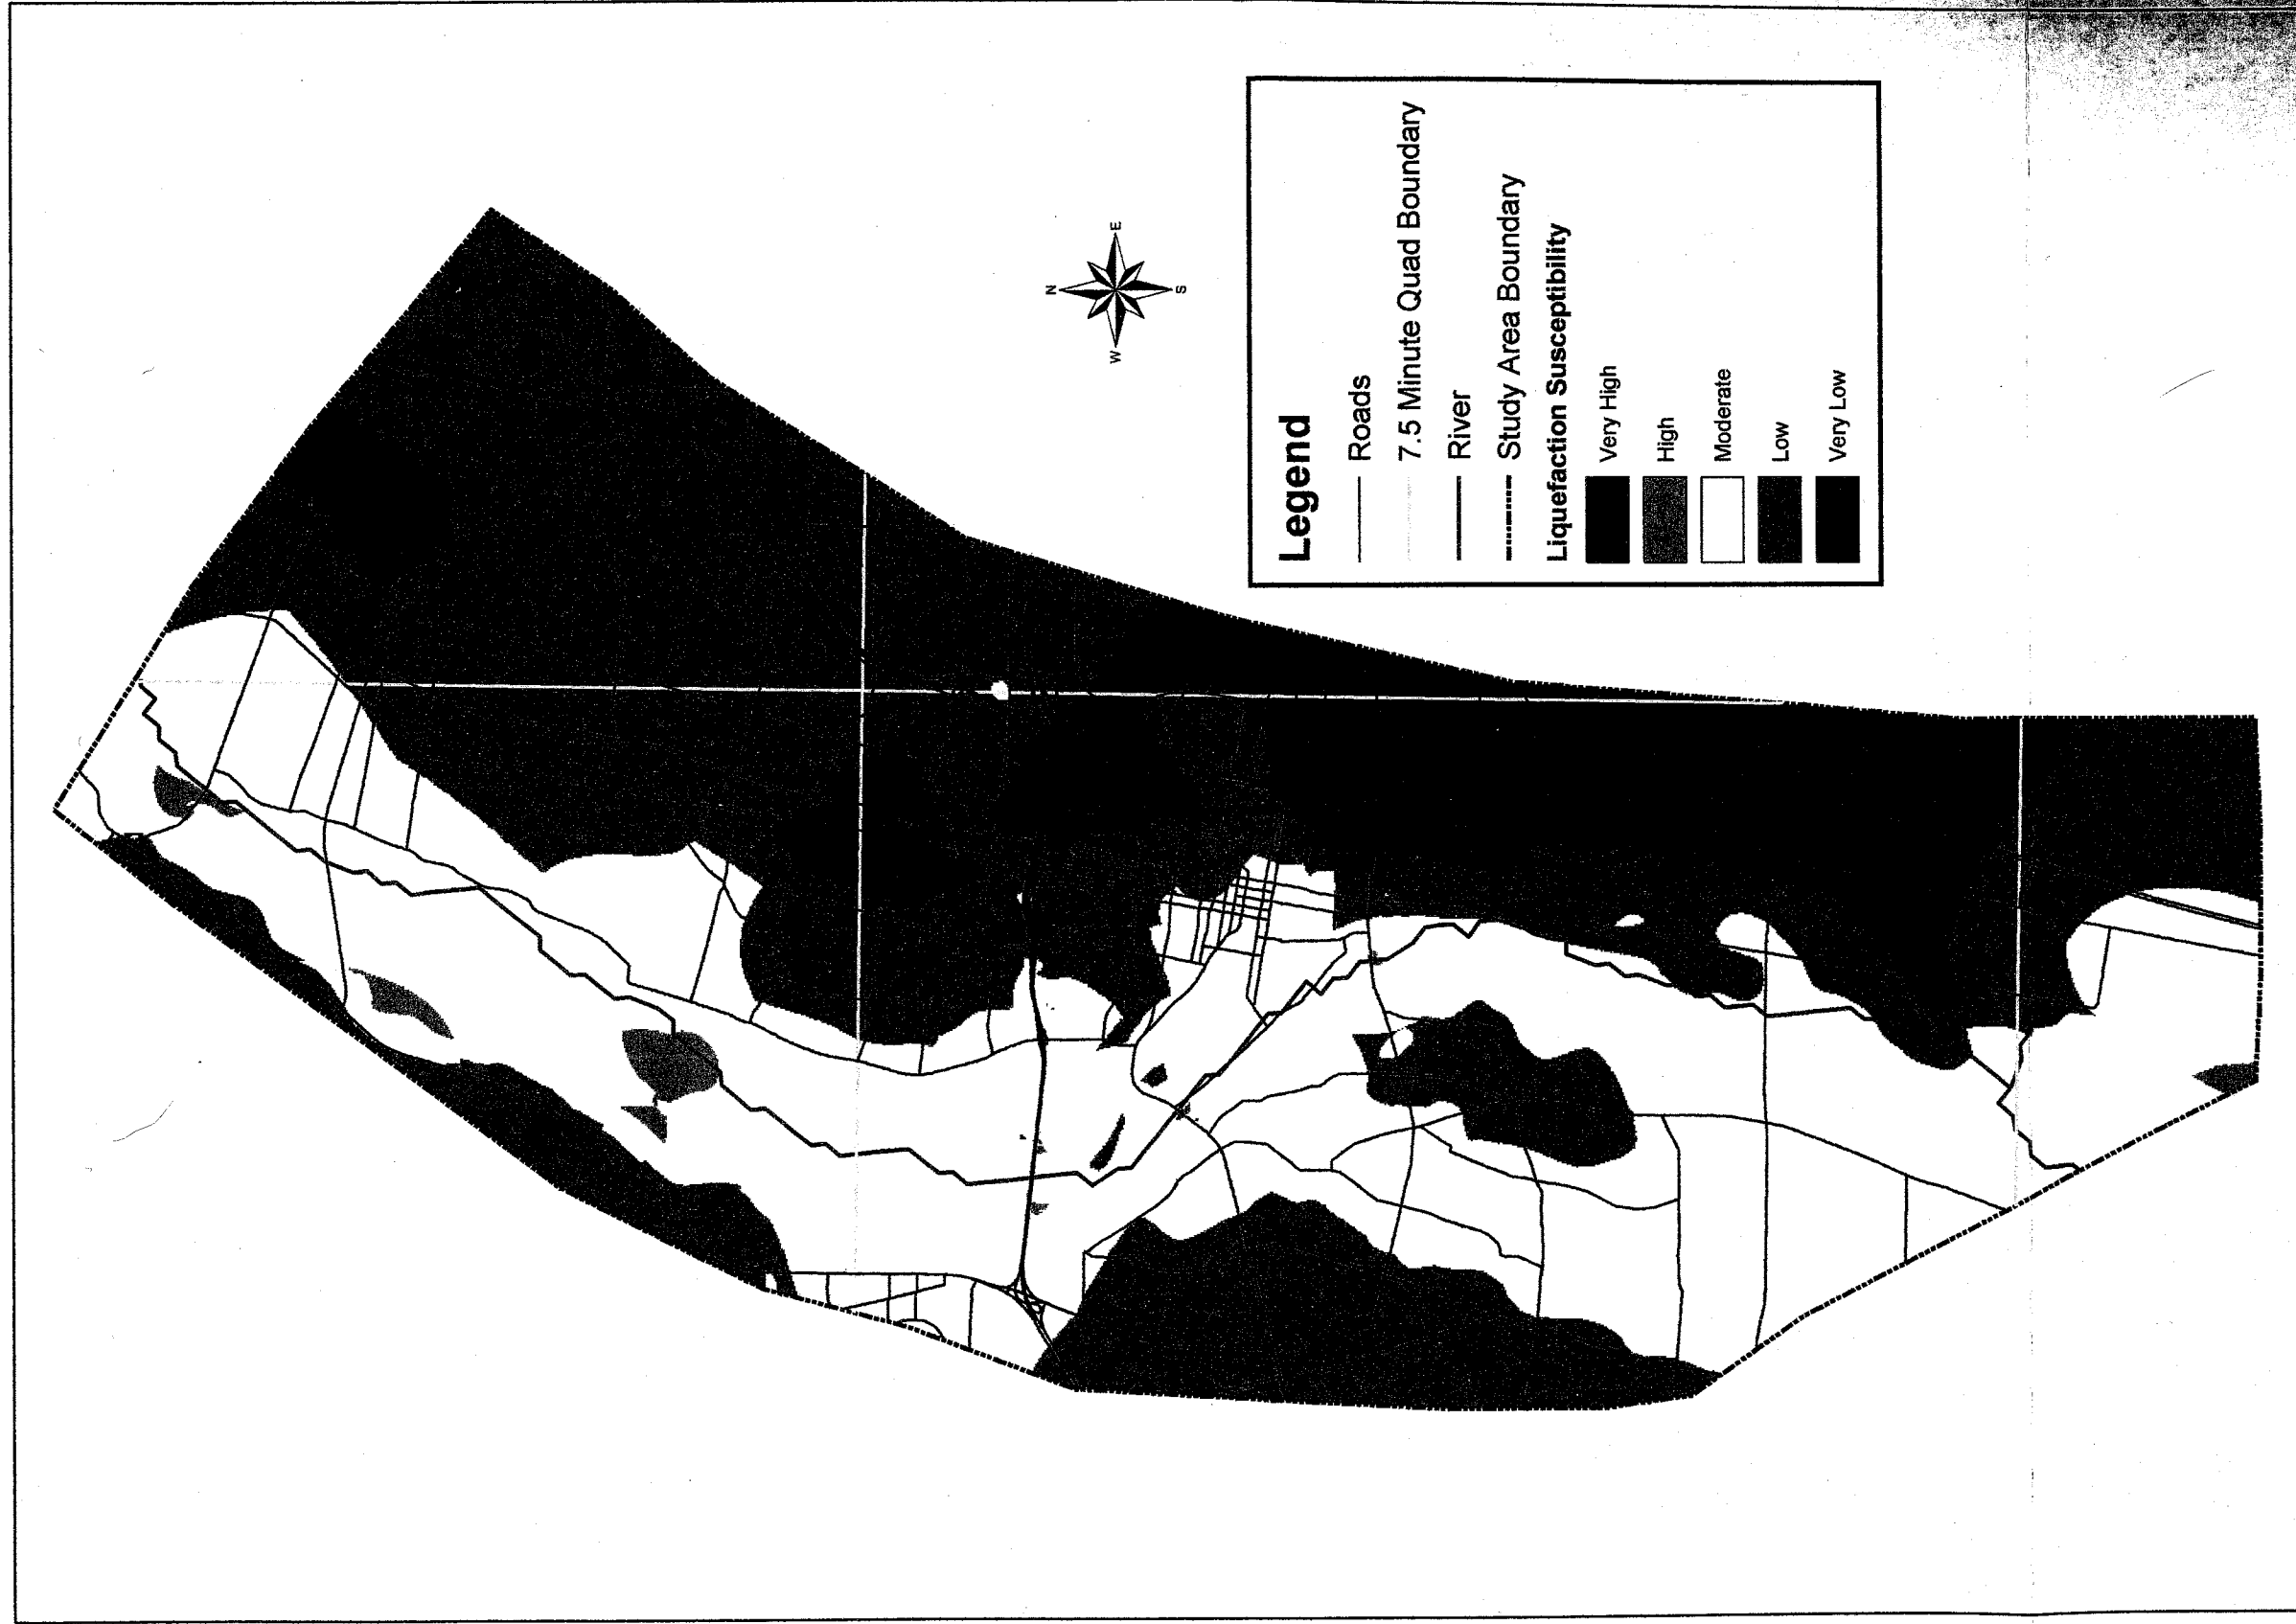 N
W
E
S
Legend
Roads
7.5 Minute Quad Boundary
River
Study Area Boundary
Liquefaction Susceptibility
Very High
High
Moderate
Low
Very Low